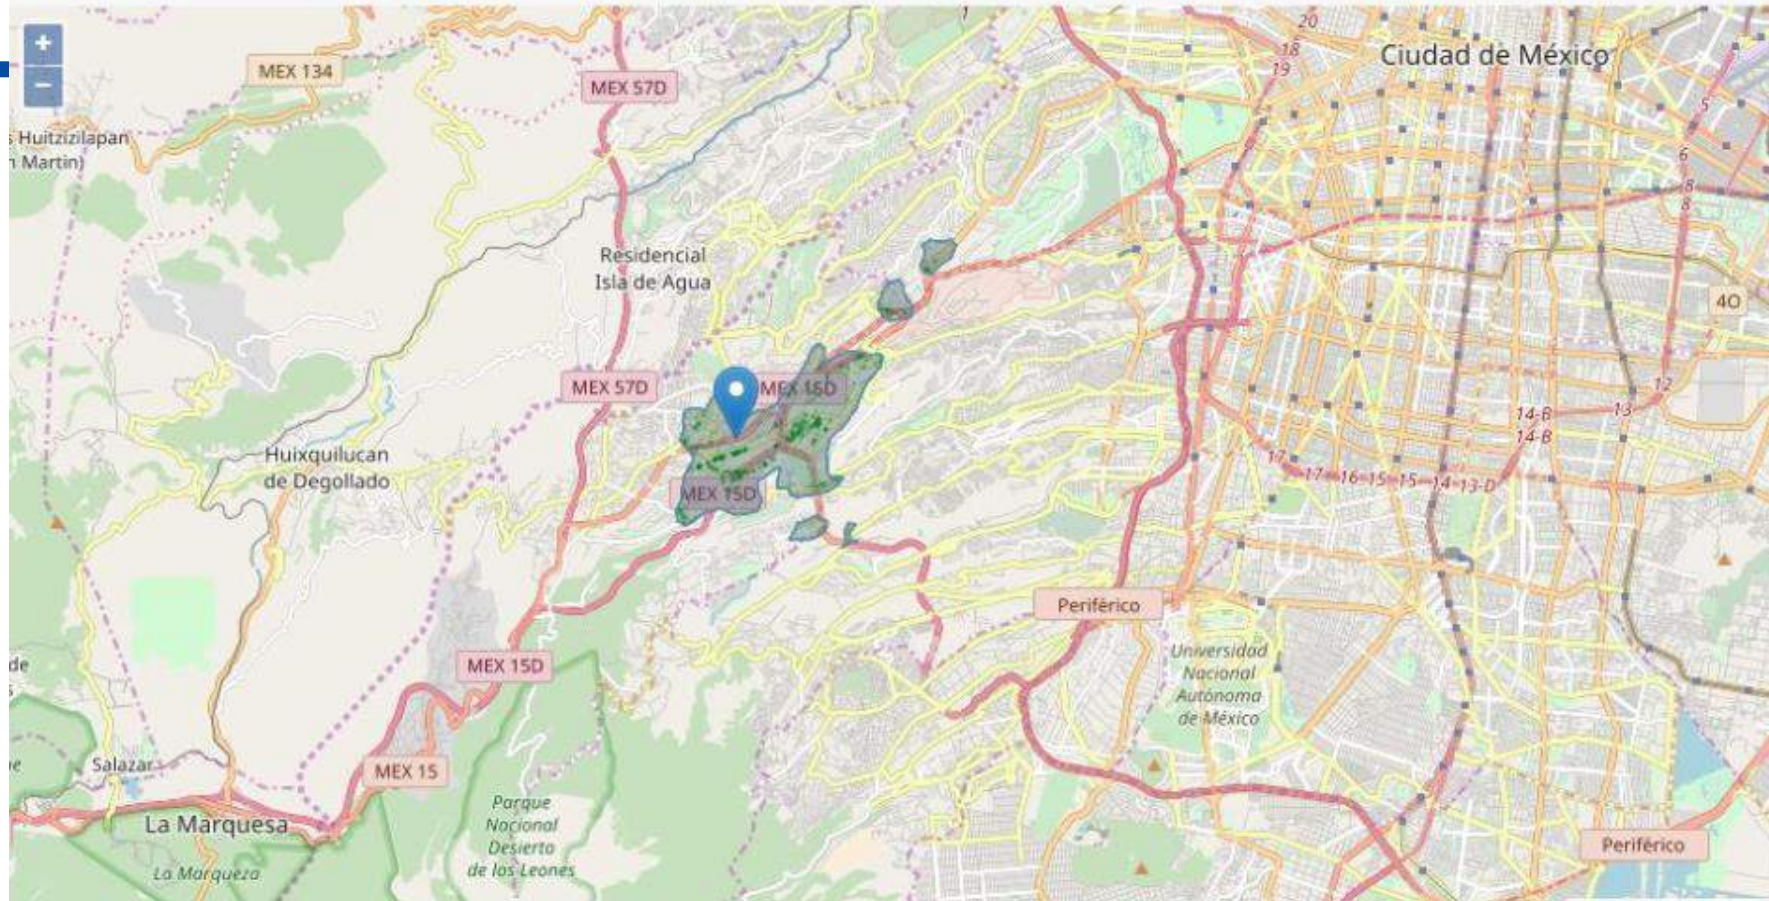 +
−
MEX 134
MEX 57D
Ciudad de México
20
18
19
5
Huitzizilapan
Martin)
6
8
8
Residencial
Isla de Agua
4O
MEX 57D
MEX 15D
12
13
14-B
14-B
Huixquilucan
de Degollado
17
17
16
15
15
14
13-D
MEX 15D
Periférico
Universidad
Nacional
Autónoma
de México
de
MEX 15D
Salazar
MEX 15
Parque
Nacional
Desierto
de los Leones
La Marquesa
La Marqueza
Periférico